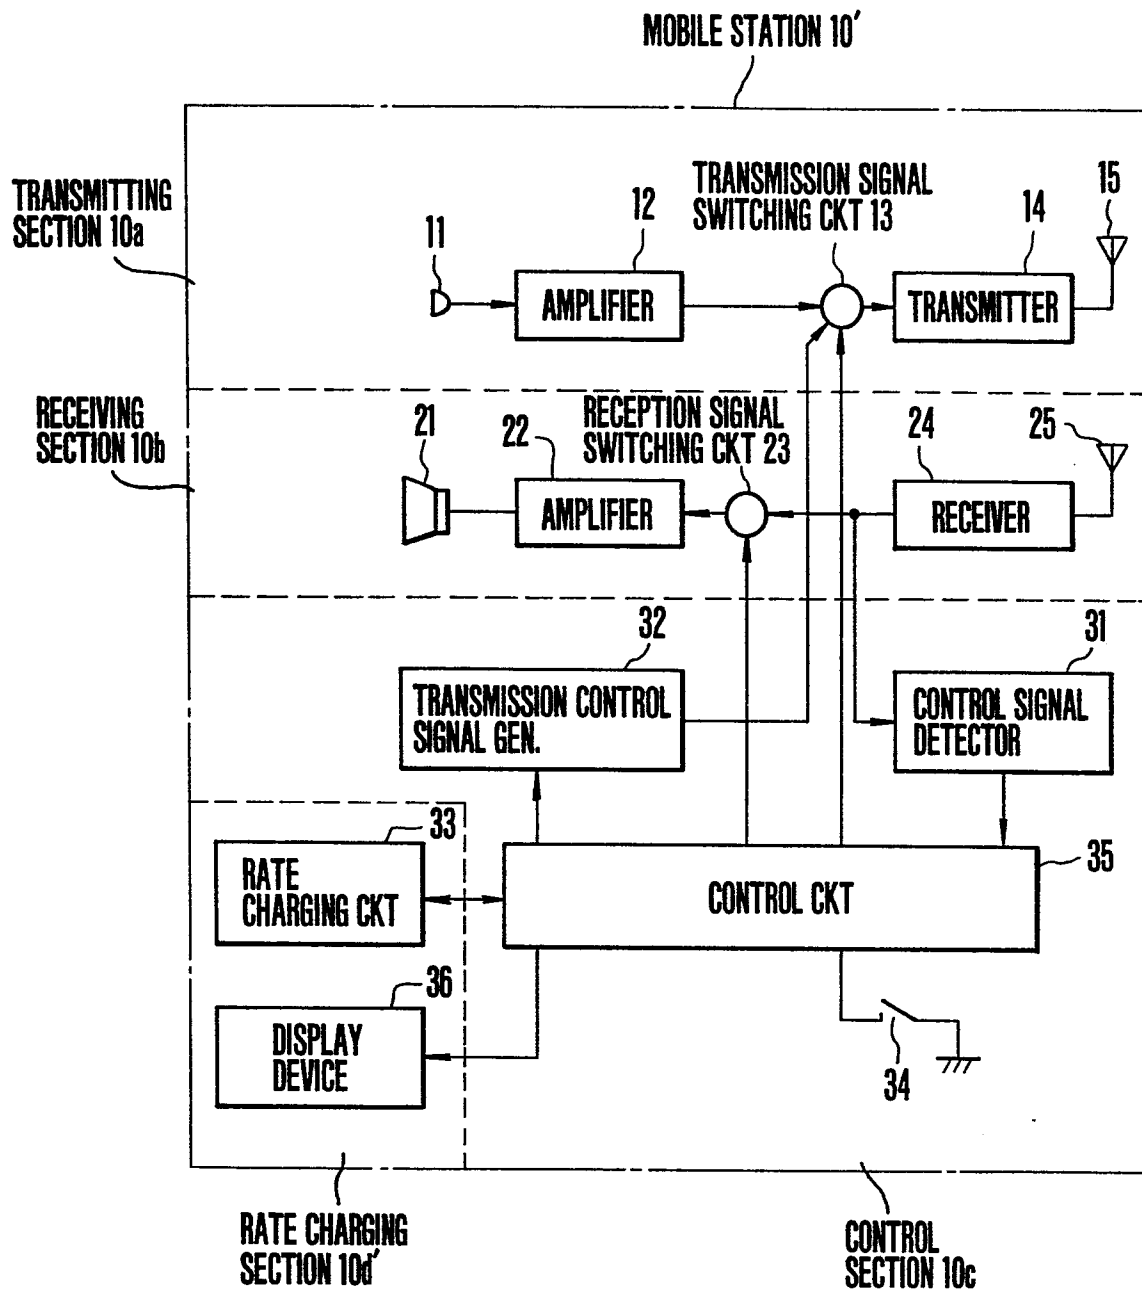 MOBILE STATION 10'
TRANSMITTING
SECTION 10a
TRANSMISSION SIGNAL
SWITCHING CKT 13
15
11
12
14
AMPLIFIER
TRANSMITTER
RECEIVING
SECTION 10b
RECEPTION SIGNAL
SWITCHING CKT 23
21
22
24
25
AMPLIFIER
RECEIVER
32
31
TRANSMISSION CONTROL
SIGNAL GEN.
CONTROL SIGNAL
DETECTOR
33
35
RATE
CHARGING CKT
CONTROL CKT
36
DISPLAY
DEVICE
34
RATE CHARGING
SECTION 10d'
CONTROL
SECTION 10c